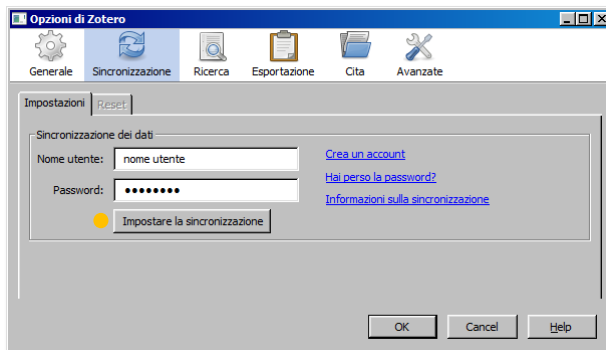 Opzioni di Zotero
Generale Sincronizzazione Ricerca Esportazione Cita Avanzate
Impostazioni Reset
Sincronizzazione dei dati
Nome utente: nome utente Crea un account
Hai perso la password?
Password: ●●●●●●●●
Informazioni sulla sincronizzazione
Impostare la sincronizzazione
OK Cancel Help